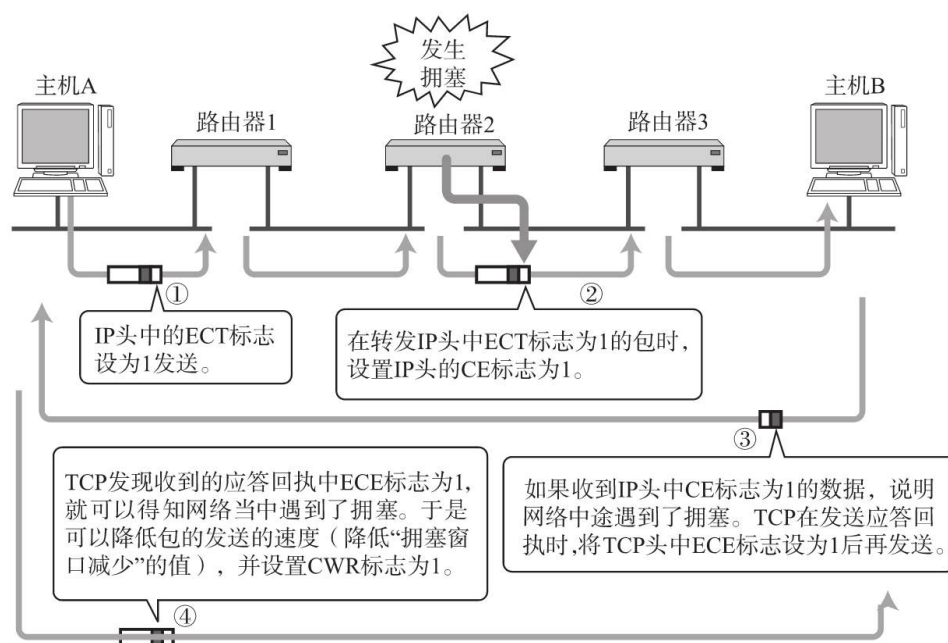 发生
拥塞
主机A
路由器1
路由器2
路由器3
主机B
①
IP头中的ECT标志
设为1发送。
②
在转发IP头中ECT标志为1的包时，
设置IP头的CE标志为1。
③
如果收到IP头中CE标志为1的数据，说明
网络中途遇到了拥塞。TCP在发送应答回
执时,将TCP头中ECE标志设为1后再发送。
TCP发现收到的应答回执中ECE标志为1,
就可以得知网络当中遇到了拥塞。于是
可以降低包的发送的速度（降低“拥塞窗
口减少”的值），并设置CWR标志为1。
④